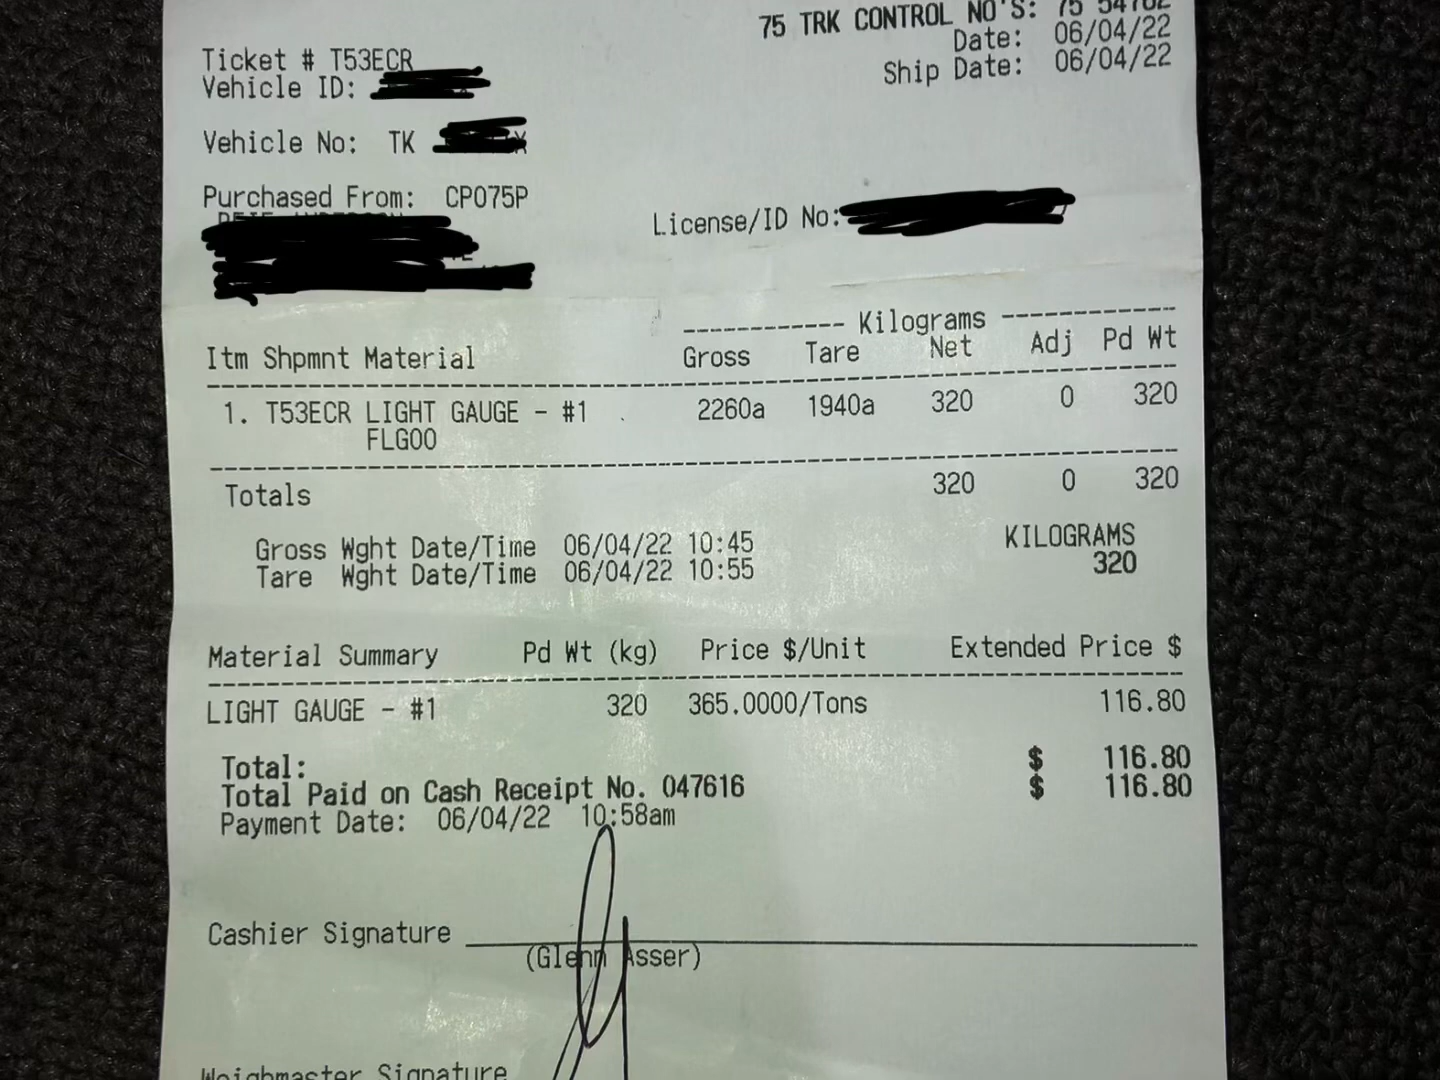 75 TRK CONTROL NO'S: 75 54762
Date: 06/04/22
Ship Date: 06/04/22
Ticket # T53ECR
Vehicle ID:
Vehicle No: TK
Purchased From: CP075P
License/ID No:
Kilograms
Itm Shpmnt Material Gross Tare Net Adj Pd Wt
1. T53ECR LIGHT GAUGE - #1 2260a 1940a 320 0 320
FLG00
Totals 320 0 320
Gross Wght Date/Time 06/04/22 10:45 KILOGRAMS
Tare Wght Date/Time 06/04/22 10:55 320
Material Summary Pd Wt (kg) Price $/Unit Extended Price $
LIGHT GAUGE - #1 320 365.0000/Tons 116.80
Total: $ 116.80
Total Paid on Cash Receipt No. 047616 $ 116.80
Payment Date: 06/04/22 10:58am
Cashier Signature
(Glenn Asser)
Weighmaster Signature